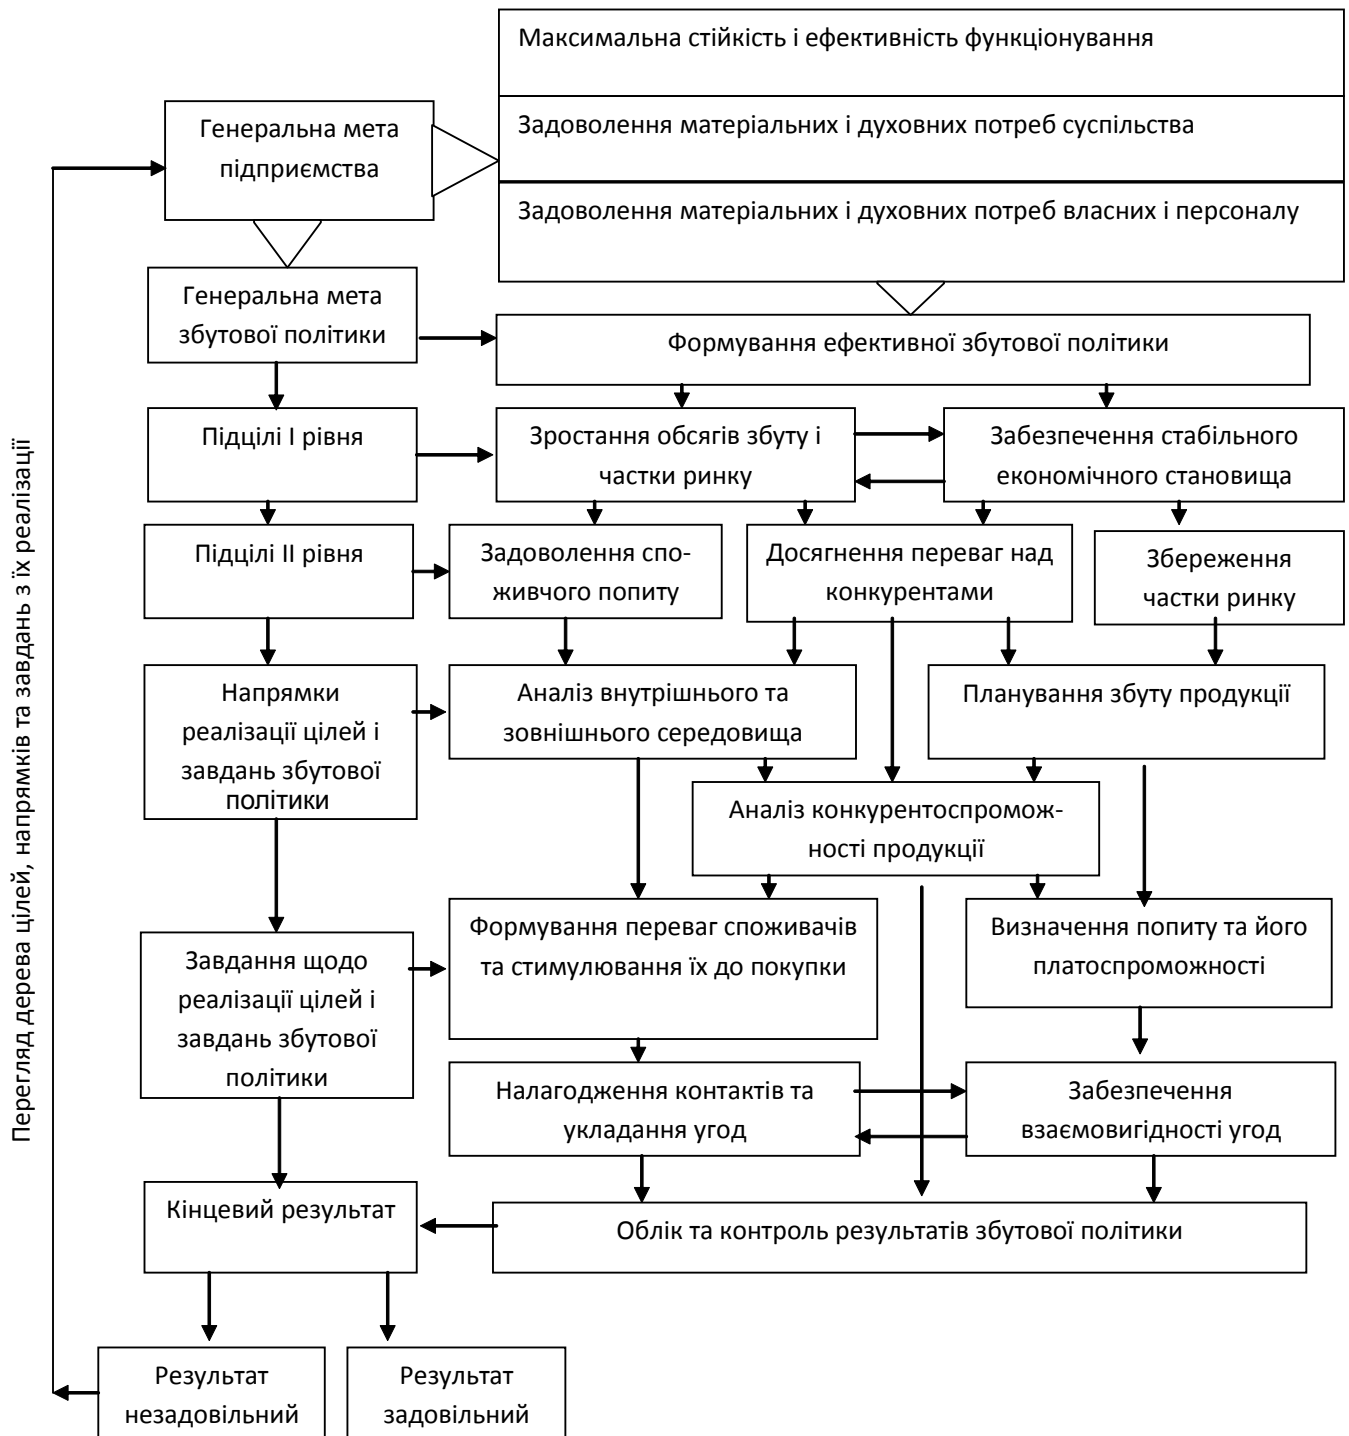 Максимальна стійкість і ефективність функціонування
Генеральна мета
підприємства
Задоволення матеріальних і духовних потреб суспільства
Задоволення матеріальних і духовних потреб власних і персоналу
Генеральна мета
збутової політики
Формування ефективної збутової політики
Підцілі І рівня
Зростання обсягів збуту і
частки ринку
Забезпечення стабільного
економічного становища
Підцілі ІІ рівня
Задоволення спо-
живчого попиту
Досягнення переваг над
конкурентами
Збереження
частки ринку
Напрямки
реалізації цілей і
завдань збутової
політики
Аналіз внутрішнього та
зовнішнього середовища
Планування збуту продукції
Аналіз конкурентоспромож-
ності продукції
Завдання щодо
реалізації цілей і
завдань збутової
політики
Формування переваг споживачів
та стимулювання їх до покупки
Визначення попиту та його
платоспроможності
Налагодження контактів та
укладання угод
Забезпечення
взаємовигідності угод
Кінцевий результат
Облік та контроль результатів збутової політики
Результат
незадовільний
Результат
задовільний
Перегляд дерева цілей, напрямків та завдань з їх реалізації